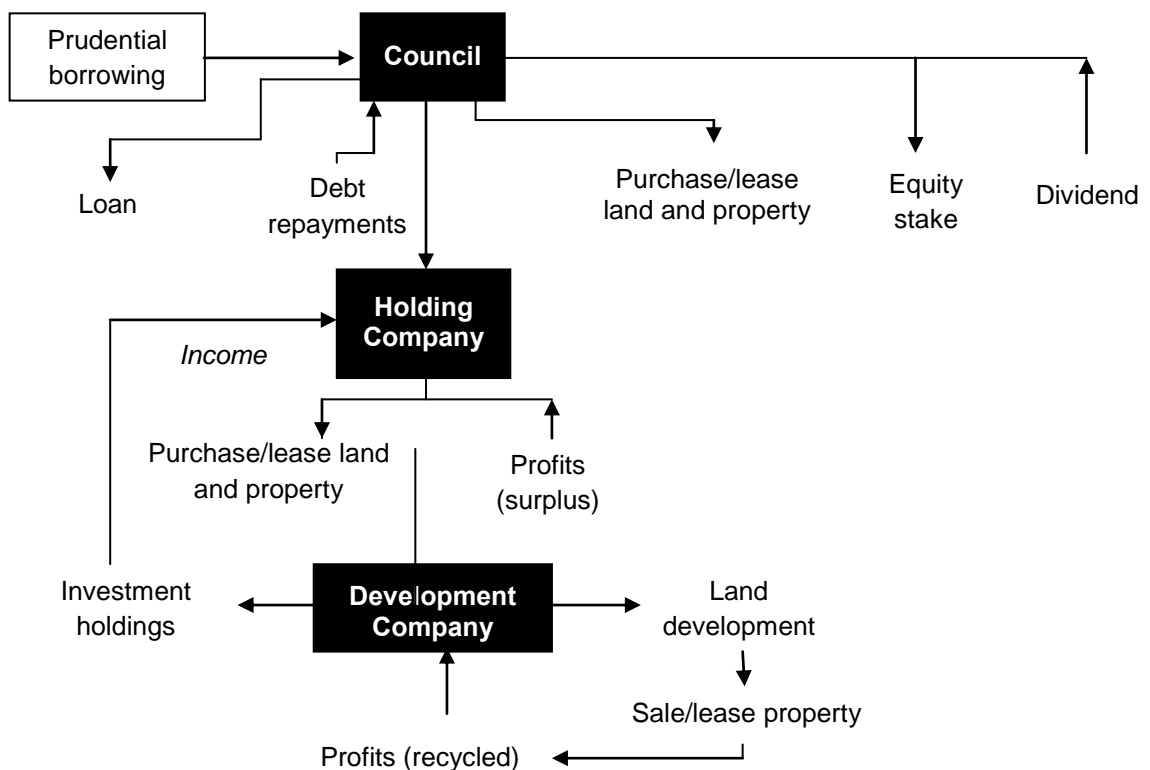 Prudential
borrowing
Council
Loan
Debt
repayments
Purchase/lease
land and property
Equity
stake
Dividend
Holding
Company
Income
Purchase/lease land
and property
Profits
(surplus)
Investment
holdings
Development
Company
Land
development
Sale/lease property
Profits (recycled)